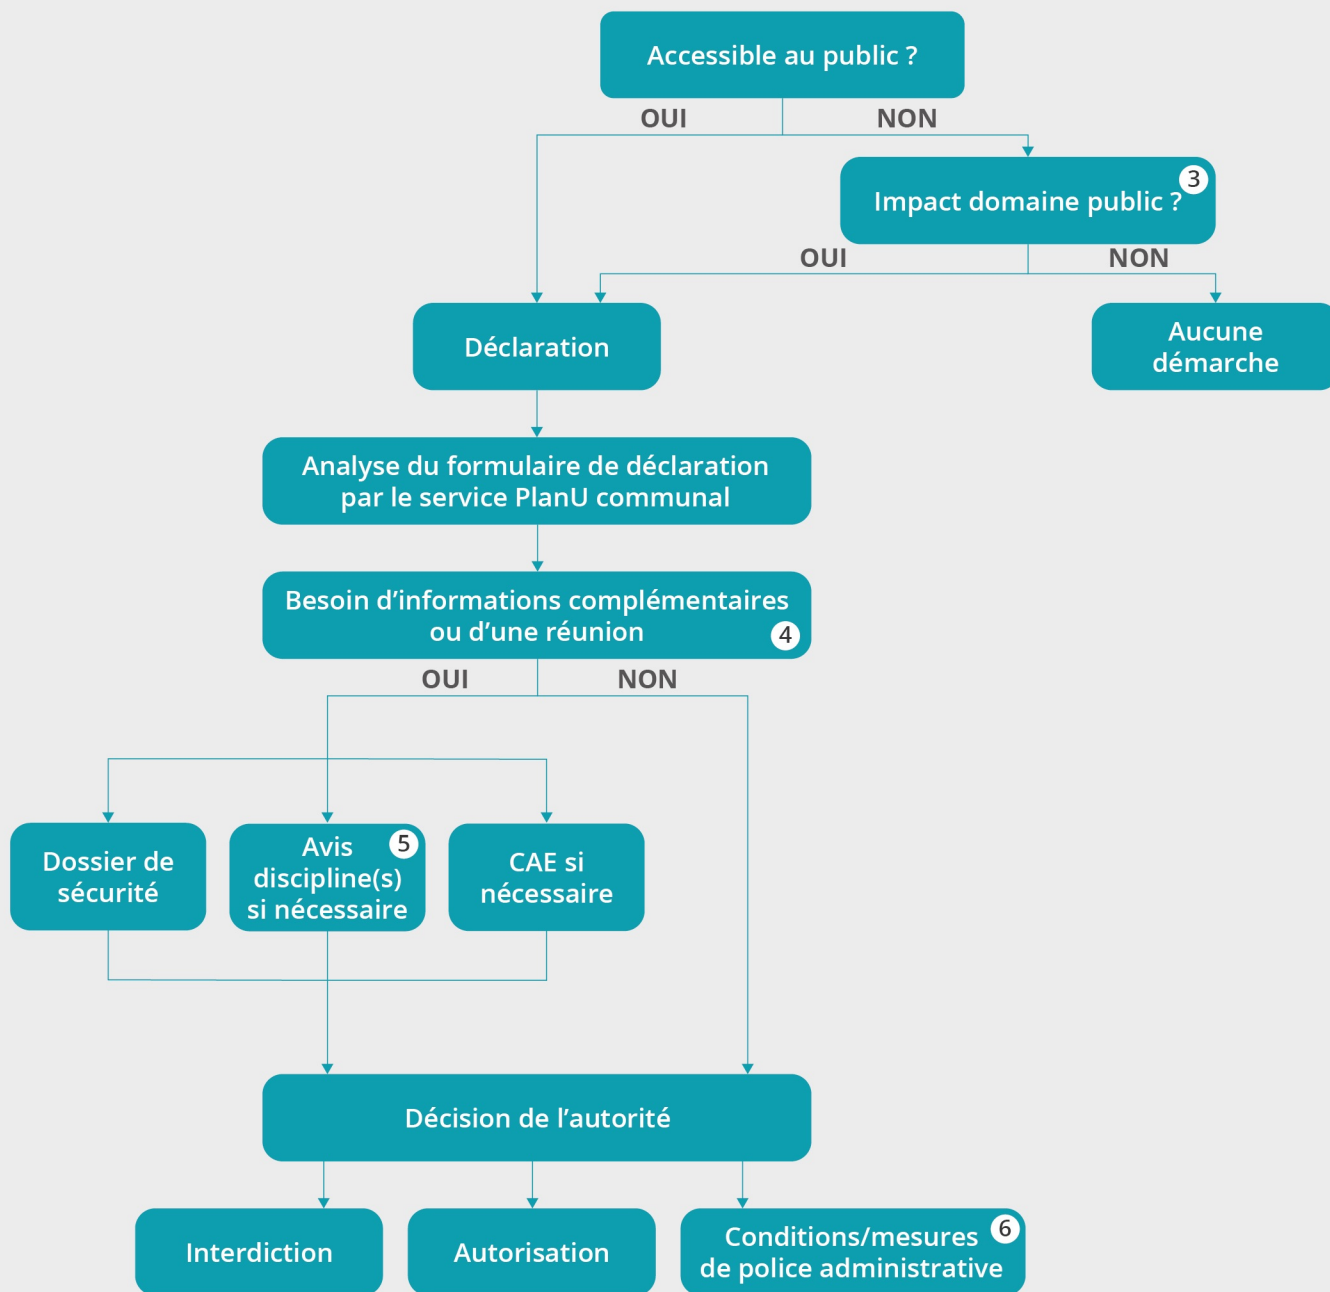 Accessible au public ?
OUI
NON
3
Impact domaine public ?
OUI
NON
Déclaration
Aucune
démarche
Analyse du formulaire de déclaration
par le service PlanU communal
Besoin d’informations complémentaires
ou d’une réunion
4
OUI
NON
Dossier de
sécurité
Avis
5
discipline(s)
si nécessaire
CAE si
nécessaire
Décision de l’autorité
Interdiction
Autorisation
Conditions/mesures
6
de police administrative